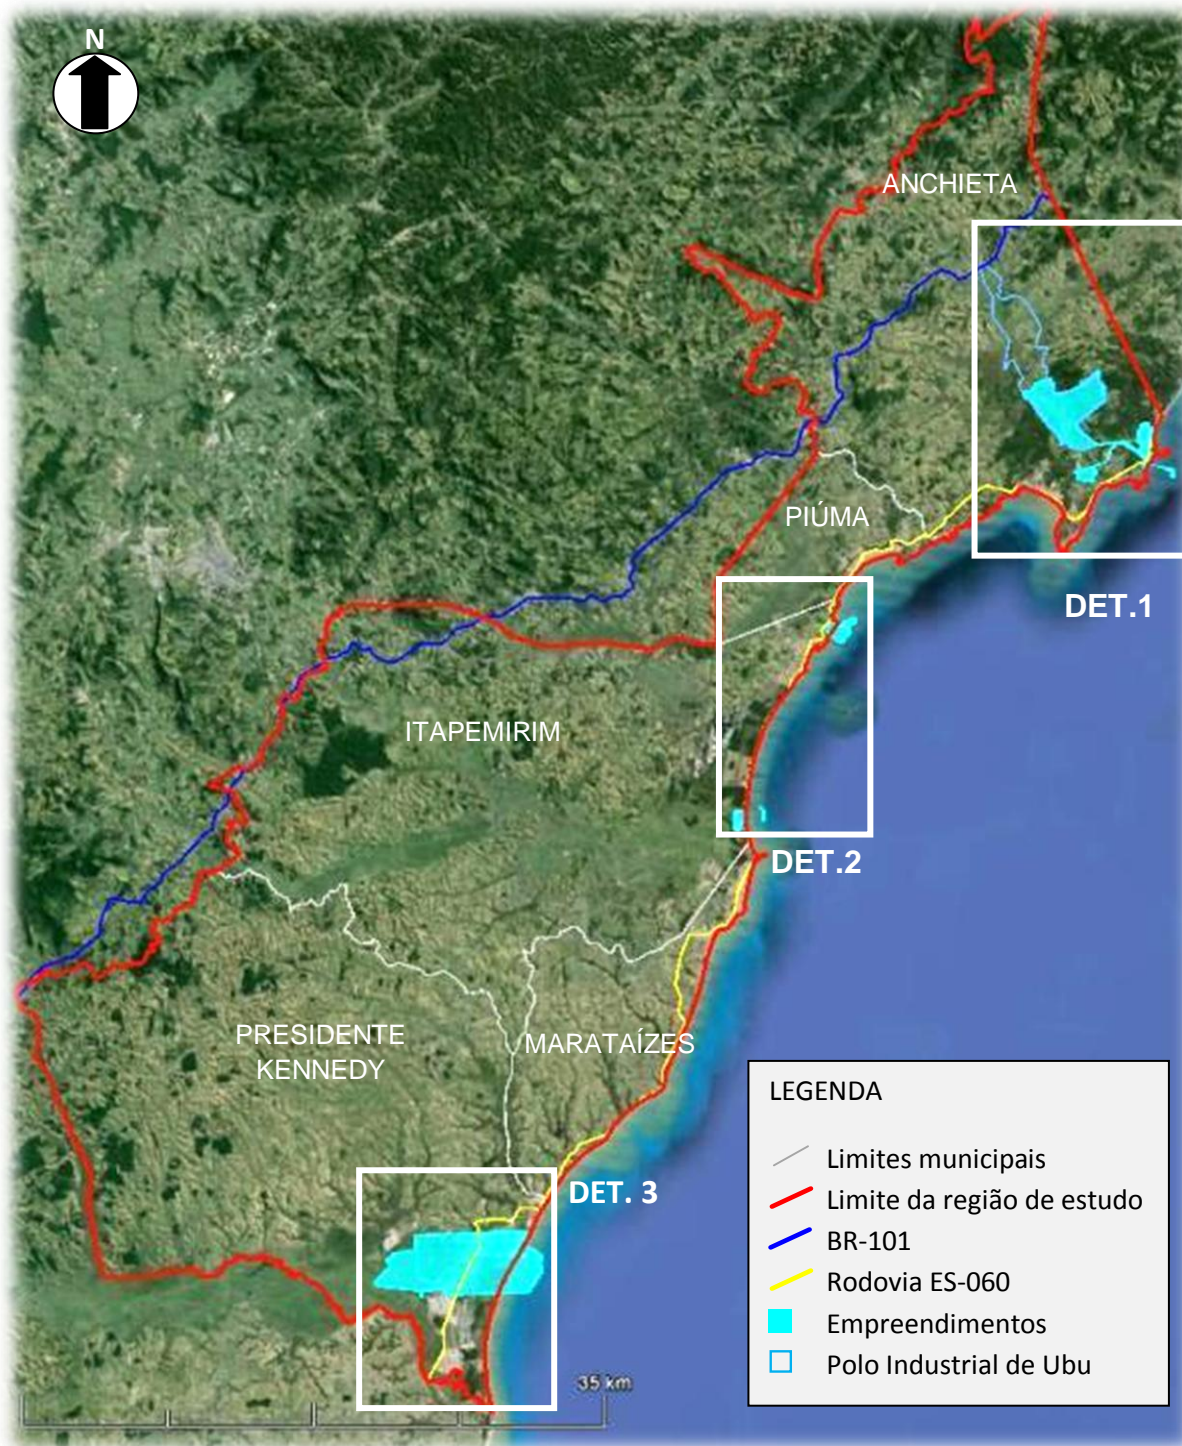 N
ANCHIETA
PIÚMA
DET.1
ITAPEMIRIM
DET.2
PRESIDENTE
KENNEDY
MARATAÍZES
DET. 3
LEGENDA
Limites municipais
Limite da região de estudo
BR-101
Rodovia ES-060
Empreendimentos
Polo Industrial de Ubu
35 km